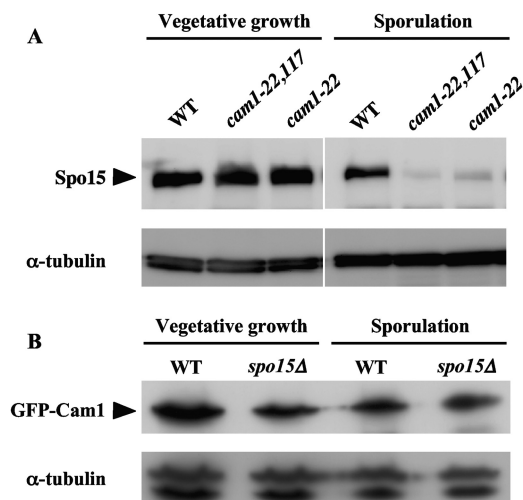 A
Vegetative growth Sporulation
WT cam1-22,117 cam1-22 WT cam1-22,117 cam1-22
Spo15
α-tubulin
B
Vegetative growth Sporulation
WT spo15Δ WT spo15Δ
GFP-Cam1
α-tubulin